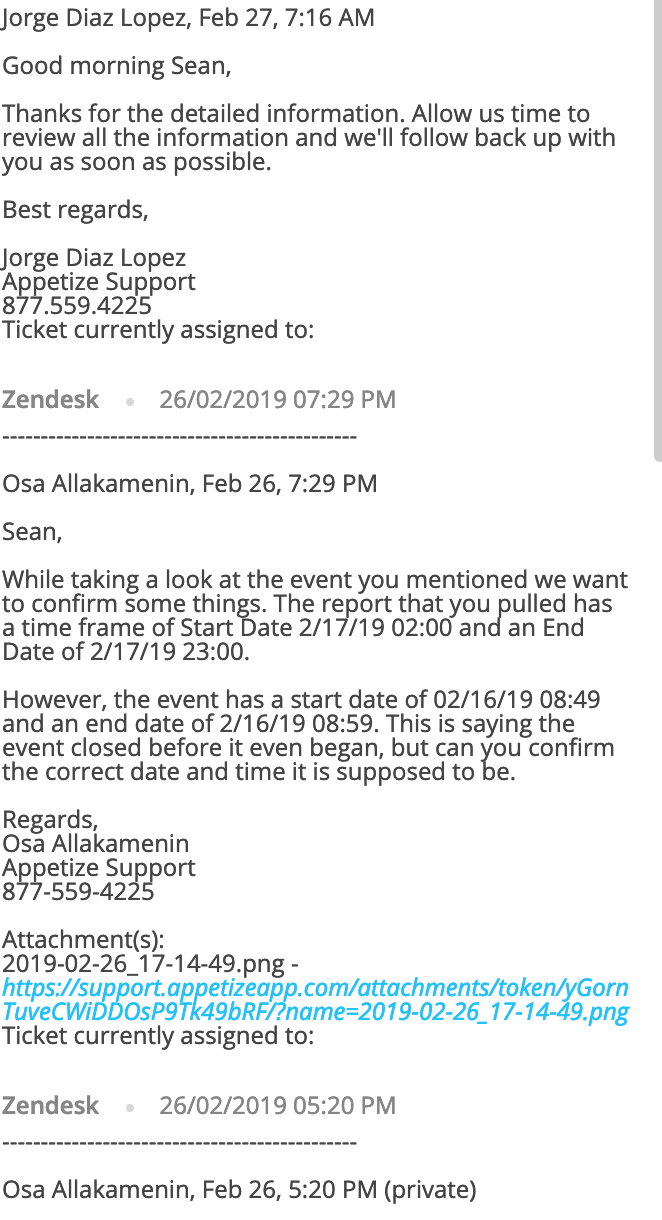 Jorge Diaz Lopez, Feb 27, 7:16 AM
Good morning Sean,
Thanks for the detailed information. Allow us time to
review all the information and we'll follow back up with
you as soon as possible.
Best regards,
Jorge Diaz Lopez
Appetize Support
877.559.4225
Ticket currently assigned to:
Zendesk • 26/02/2019 07:29 PM
----------------------------------------------
Osa Allakamenin, Feb 26, 7:29 PM
Sean,
While taking a look at the event you mentioned we want
to confirm some things. The report that you pulled has
a time frame of Start Date 2/17/19 02:00 and an End
Date of 2/17/19 23:00.
However, the event has a start date of 02/16/19 08:49
and an end date of 2/16/19 08:59. This is saying the
event closed before it even began, but can you confirm
the correct date and time it is supposed to be.
Regards,
Osa Allakamenin
Appetize Support
877-559-4225
Attachment(s):
2019-02-26_17-14-49.png -
https://support.appetizeapp.com/attachments/token/yGorn
TuveCWiDDOsP9Tk49bRF/?name=2019-02-26_17-14-49.png
Ticket currently assigned to:
Zendesk • 26/02/2019 05:20 PM
----------------------------------------------
Osa Allakamenin, Feb 26, 5:20 PM (private)